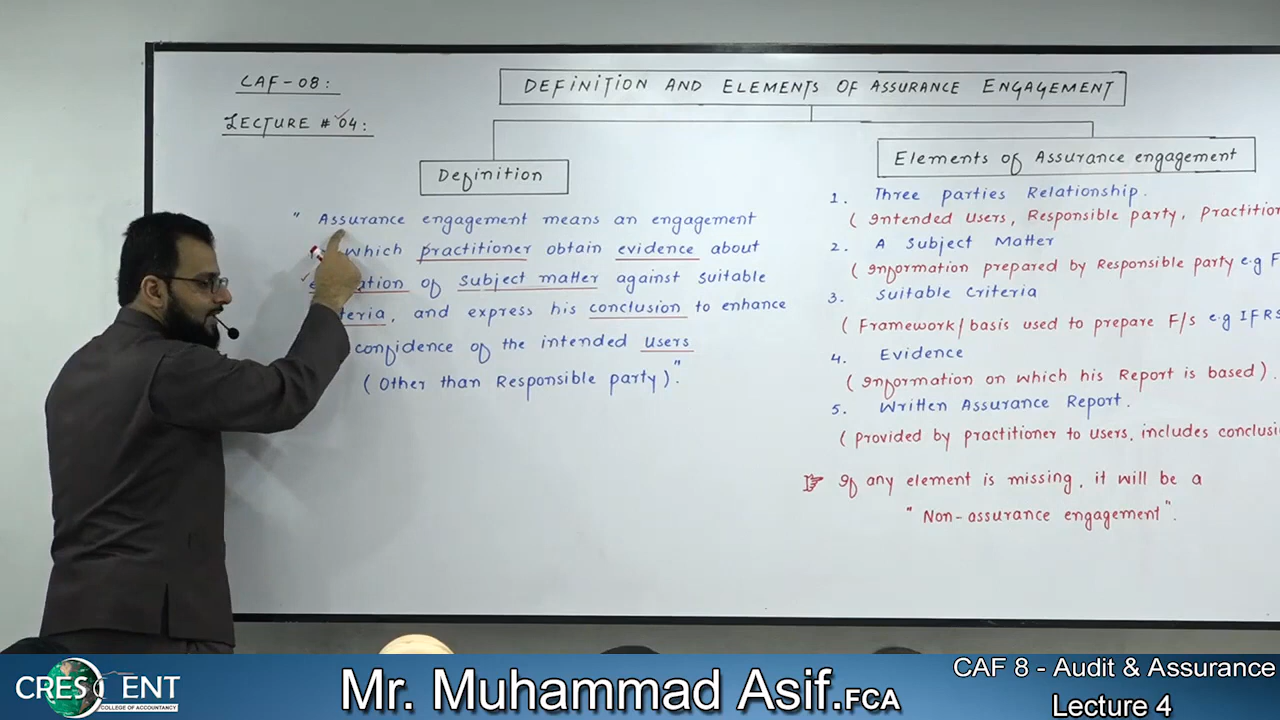 CAF-08:
LECTURE # 04:
DEFINITION AND ELEMENTS OF ASSURANCE ENGAGEMENT
Definition
" Assurance engagement means an engagement
which practitioner obtain evidence about
of subject matter against suitable
, and express his conclusion to enhance
confidence of the intended users
(Other than Responsible party)".
Elements of Assurance engagement
1. Three parties Relationship.
(Intended Users, Responsible party,
2. A Subject Matter
(Information prepared by Responsible party e.g
3. Suitable Criteria
(Framework/basis used to prepare F/s e.g IFRS
4. Evidence
(Information on which his Report is based).
5. Written Assurance Report.
(provided by practitioner to users, includes
If any element is missing, it will be a
" Non-assurance engagement".
CRESCENT
COLLEGE OF ACCOUNTANCY
Mr. Muhammad Asif.FCA
CAF 8 - Audit & Assurance
Lecture 4